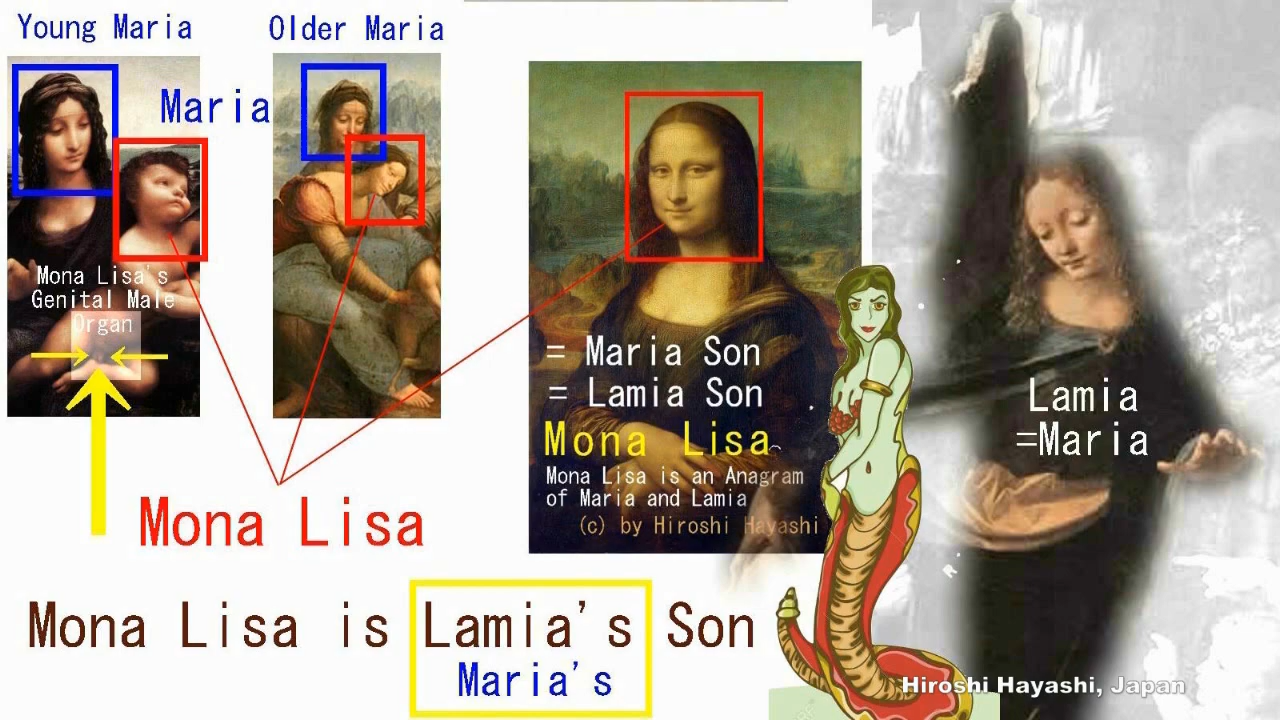 Young Maria
Older Maria
Maria
Mona Lisa's
Genital Male
Organ
= Maria Son
= Lamia Son
Mona Lisa
Mona Lisa is an Anagram
of Maria and Lamia
(c) by Hiroshi Hayashi
Lamia
=Maria
Mona Lisa
Mona Lisa is Lamia's Son
Maria's
Hiroshi Hayashi, Japan